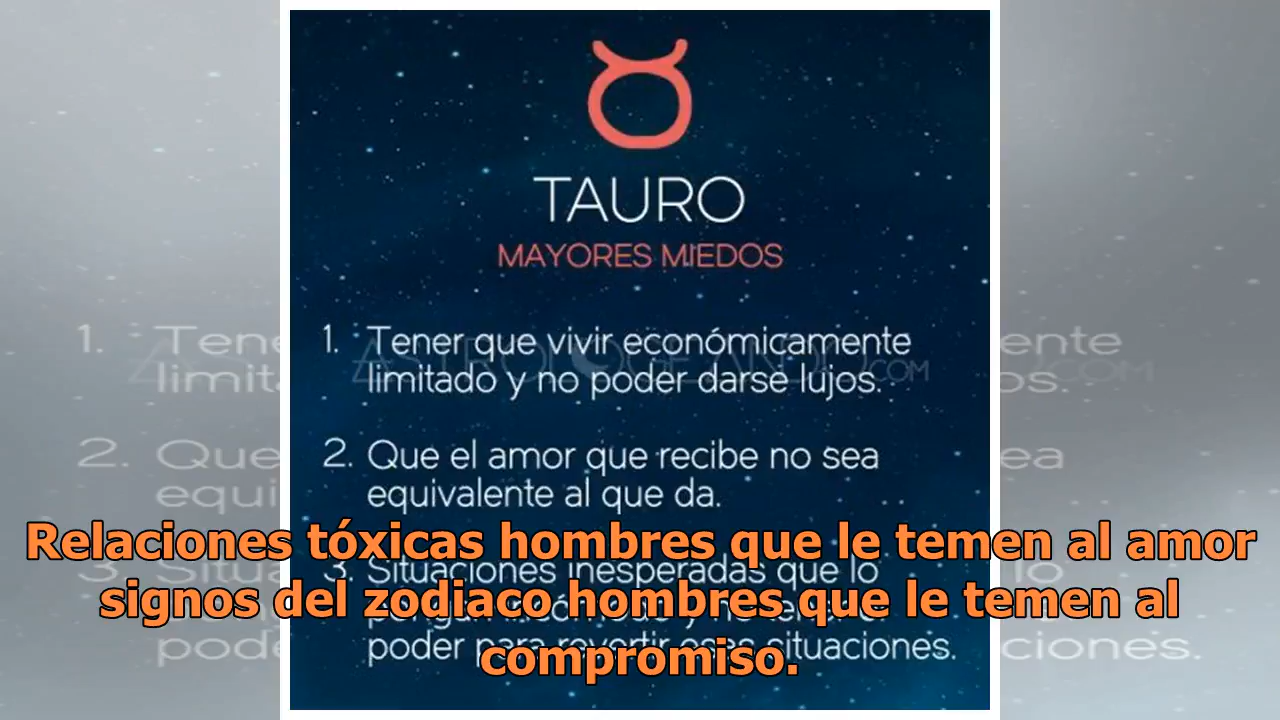 TAURO
MAYORES MIEDOS
1. Tener que vivir económicamente
limitado y no poder darse lujos.
2. Que el amor que recibe no sea
equivalente al que da.
3. Situaciones inesperadas que lo
poder para revertir esas situaciones.
Relaciones tóxicas hombres que le temen al amor
signos del zodiaco hombres que le temen al
compromiso.